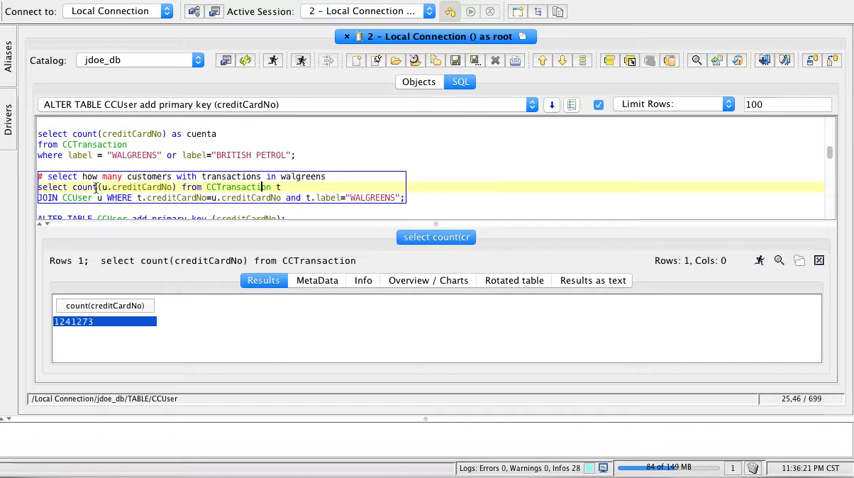 Connect to: Local Connection Active Session: 2 – Local Connection ...
2 – Local Connection () as root
Catalog: jdoe_db
Objects SQL
ALTER TABLE CCUser add primary key (creditCardNo) Limit Rows: 100
Aliases
Drivers
select count(creditCardNo) as cuenta
from CCTransaction
where label = "WALGREENS" or label="BRITISH PETROL";
# select how many customers with transactions in walgreens
select count(u.creditCardNo) from CCTransaction t
JOIN CCUser u WHERE t.creditCardNo=u.creditCardNo and t.label="WALGREENS";
ALTER TABLE CCUser add primary key (creditCardNo);
select count(cr
Rows 1; select count(creditCardNo) from CCTransaction Rows: 1, Cols: 0
Results MetaData Info Overview / Charts Rotated table Results as text
count(creditCardNo)
1241273
/Local Connection/jdoe_db/TABLE/CCUser 25,46 / 699
Logs: Errors 0, Warnings 0, Infos 28 84 of 149 MB 1 11:36:21 PM CST